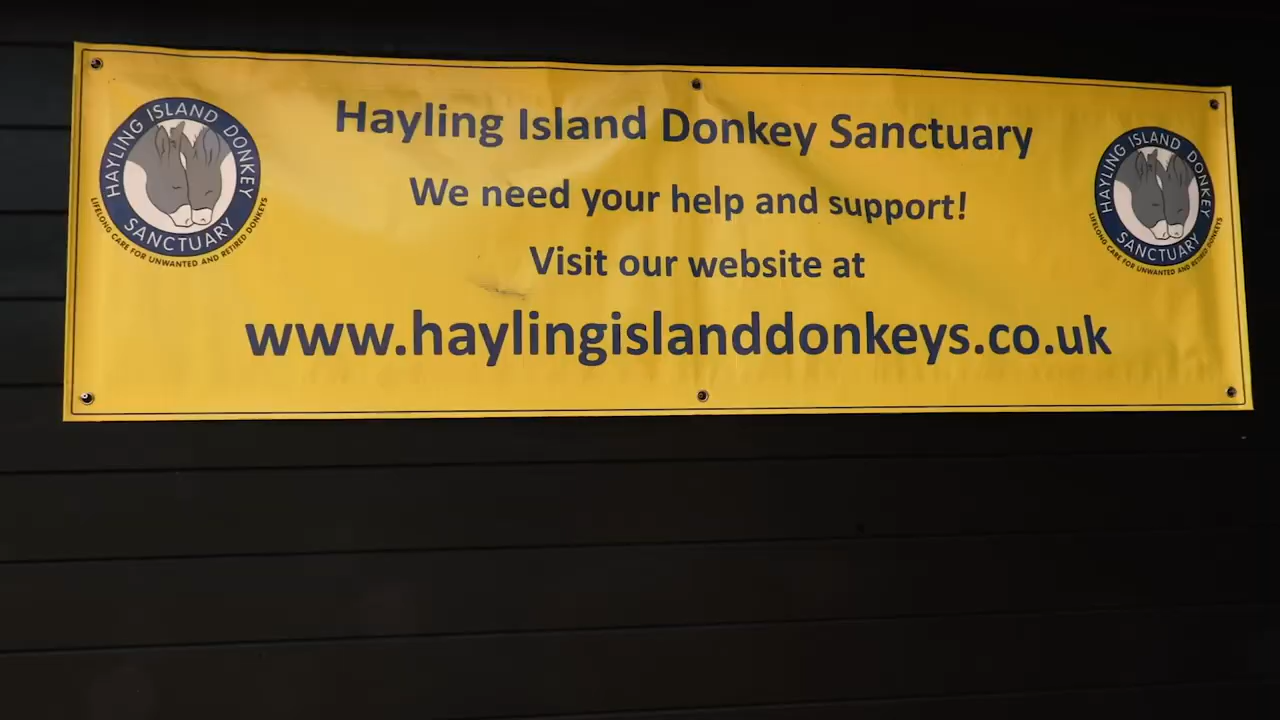 Hayling Island Donkey Sanctuary
We need your help and support!
Visit our website at
www.haylingislanddonkeys.co.uk
HAYLING ISLAND DONKEY
SANCTUARY
LIFELONG CARE FOR UNWANTED AND RETIRED DONKEYS
HAYLING ISLAND DONKEY
SANCTUARY
LIFELONG CARE FOR UNWANTED AND RETIRED DONKEYS